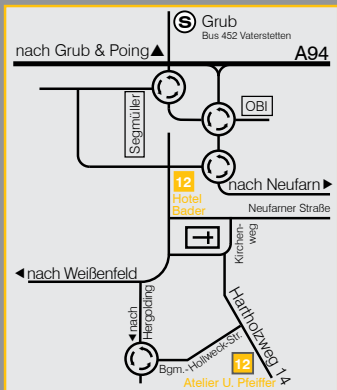 S Grub
Bus 452 Vaterstetten
nach Grub & Poing
A94
Segmüller
OBI
12
Hotel
Bader
nach Neufarn
Neufarner Straße
Kirchen-
weg
nach Weißenfeld
nach
Hergolding
Hartholzweg 14
Bgm.-Hollweck-Str.
12
Atelier U. Pfeiffer